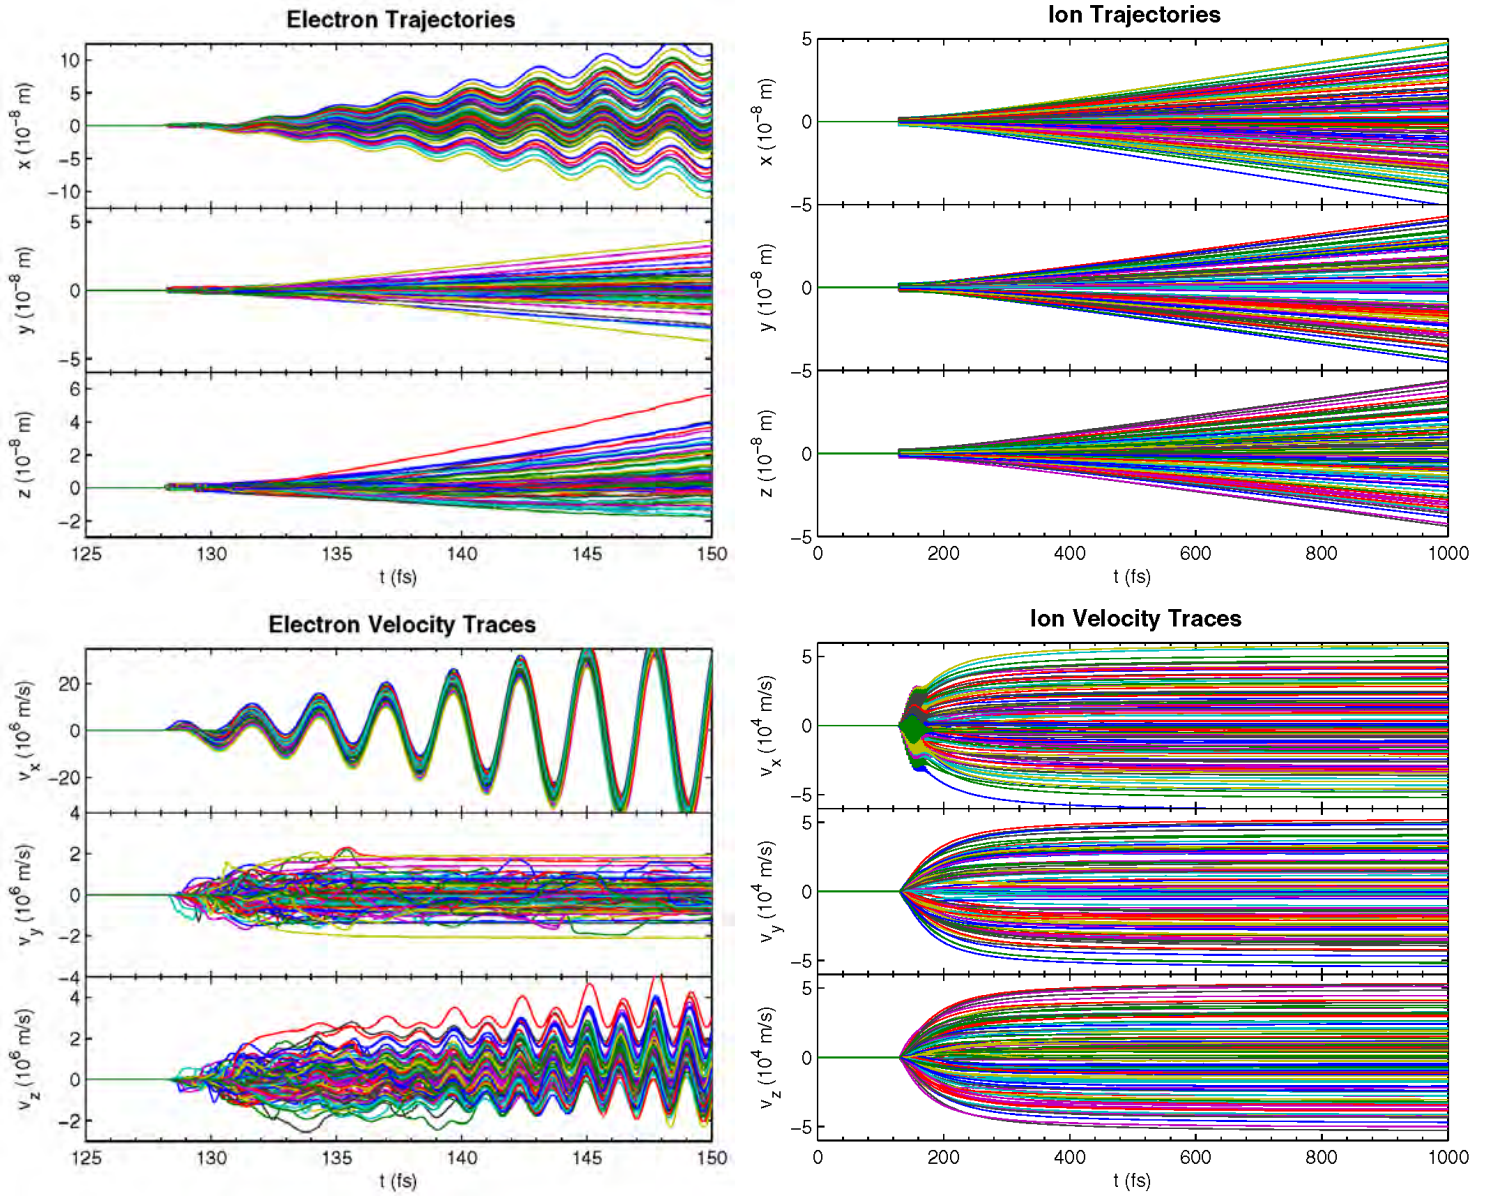 Electron Trajectories
10
5
0
−5
−10
x (10⁻⁸ m)
5
0
−5
y (10⁻⁸ m)
6
4
2
0
−2
z (10⁻⁸ m)
125 130 135 140 145 150
t (fs)
Ion Trajectories
5
0
−5
x (10⁻⁸ m)
0
−5
y (10⁻⁸ m)
0
−5
z (10⁻⁸ m)
0 200 400 600 800 1000
t (fs)
Electron Velocity Traces
20
0
−20
vₓ (10⁶ m/s)
4
2
0
−2
−4
v_y (10⁶ m/s)
4
2
0
−2
v_z (10⁶ m/s)
125 130 135 140 145 150
t (fs)
Ion Velocity Traces
5
0
−5
vₓ (10⁴ m/s)
5
0
−5
v_y (10⁴ m/s)
5
0
−5
v_z (10⁴ m/s)
0 200 400 600 800 1000
t (fs)